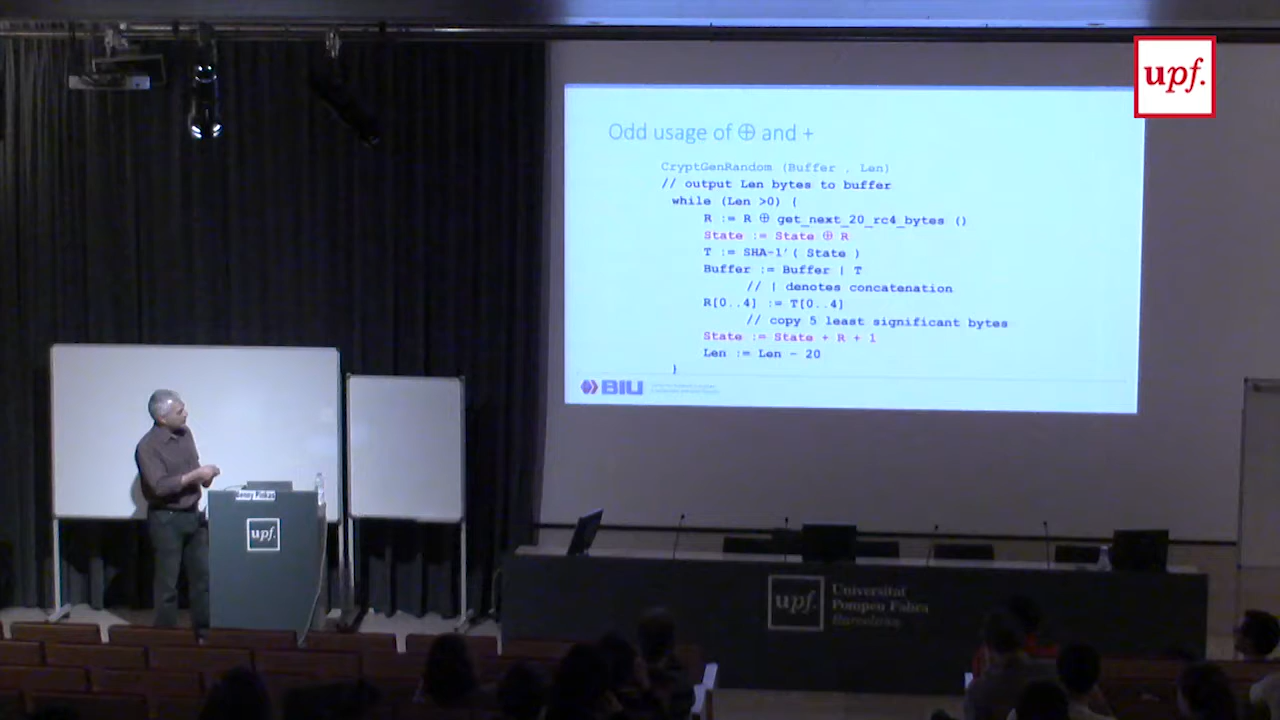 upf.
Odd usage of ⊕ and +
CryptGenRandom (Buffer , Len)
// output Len bytes to buffer
while (Len >0) {
R := R ⊕ get_next_20_rc4_bytes ()
State := State ⊕ R
T := SHA-1'( State )
Buffer := Buffer | T
// | denotes concatenation
R[0..4] := T[0..4]
// copy 5 least significant bytes
State := State + R + 1
Len := Len - 20
}
BIU
Benny Pinkas
upf.
upf.
Universitat
Pompeu Fabra
Barcelona